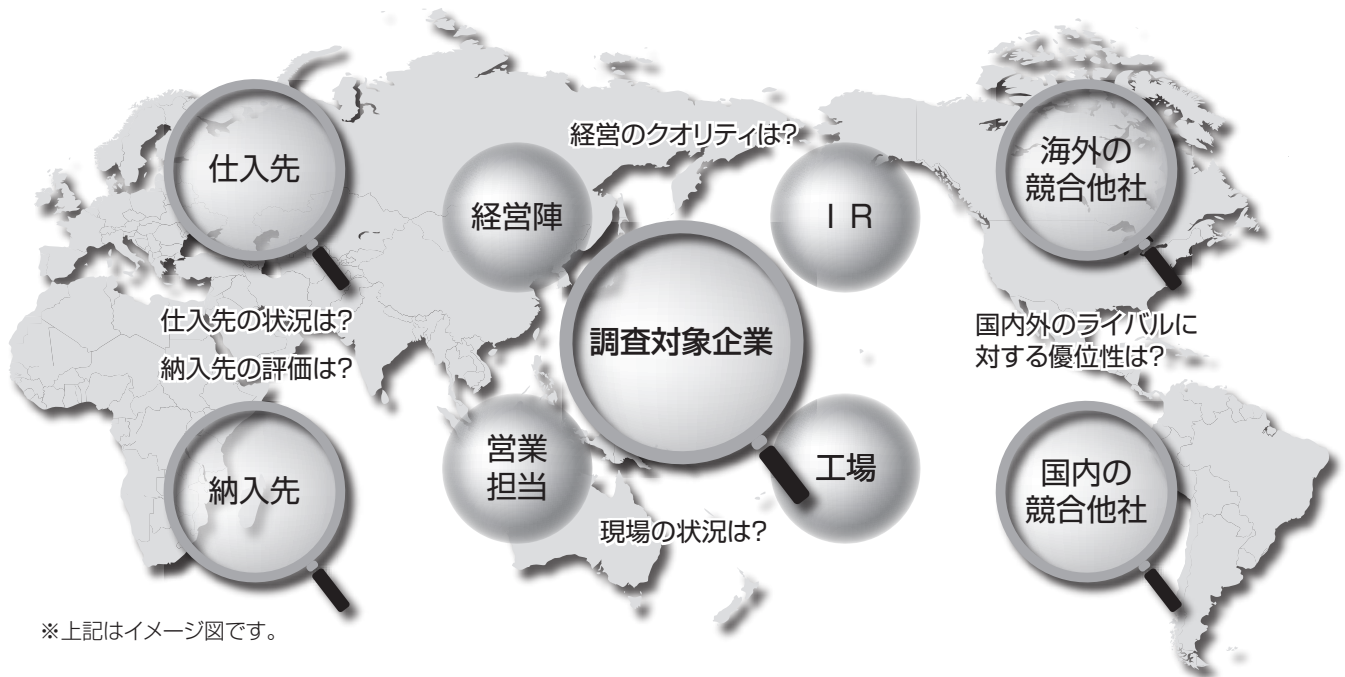 経営のクオリティは?
仕入先
経営陣
I R
海外の
競合他社
調査対象企業
仕入先の状況は?
納入先の評価は?
国内外のライバルに
対する優位性は?
納入先
営業
担当
工場
国内の
競合他社
現場の状況は?
※上記はイメージ図です。